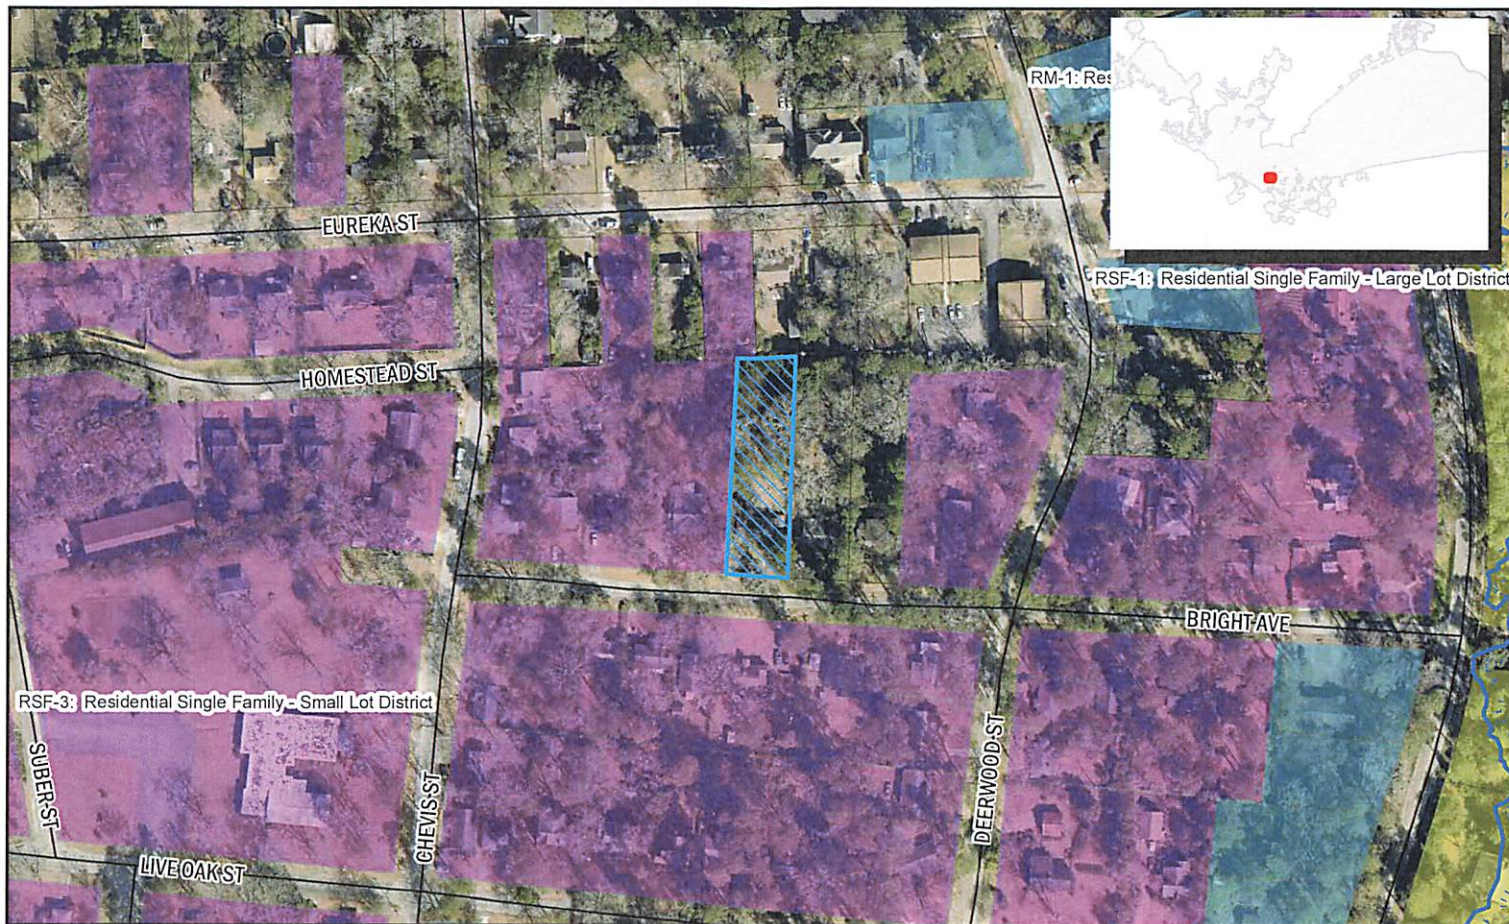 RM-1: Res
EUREKA ST
RSF-1: Residential Single Family - Large Lot District
HOMESTEAD ST
BRIGHT AVE
RSF-3: Residential Single Family - Small Lot District
SUBER ST
CHEVIS ST
DEERWOOD ST
LIVE OAK ST